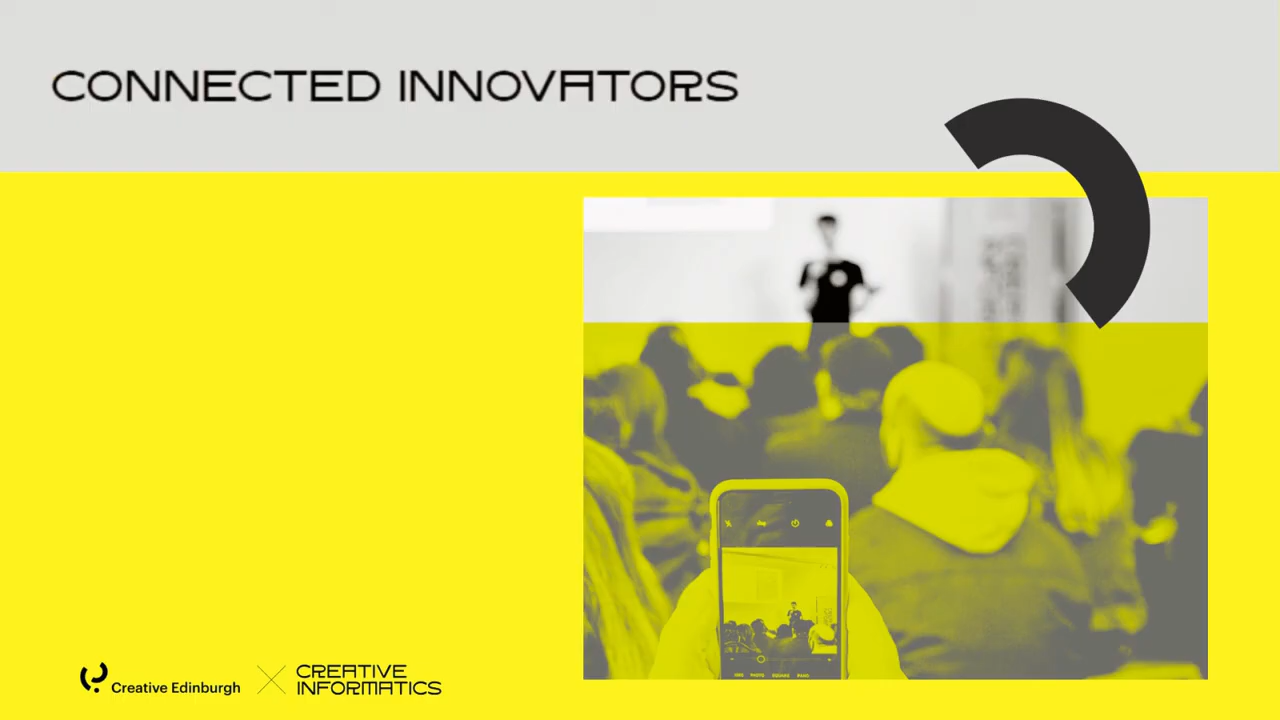 CONNECTED INNOVATORS
Creative Edinburgh
CREATIVE
INFORMATICS